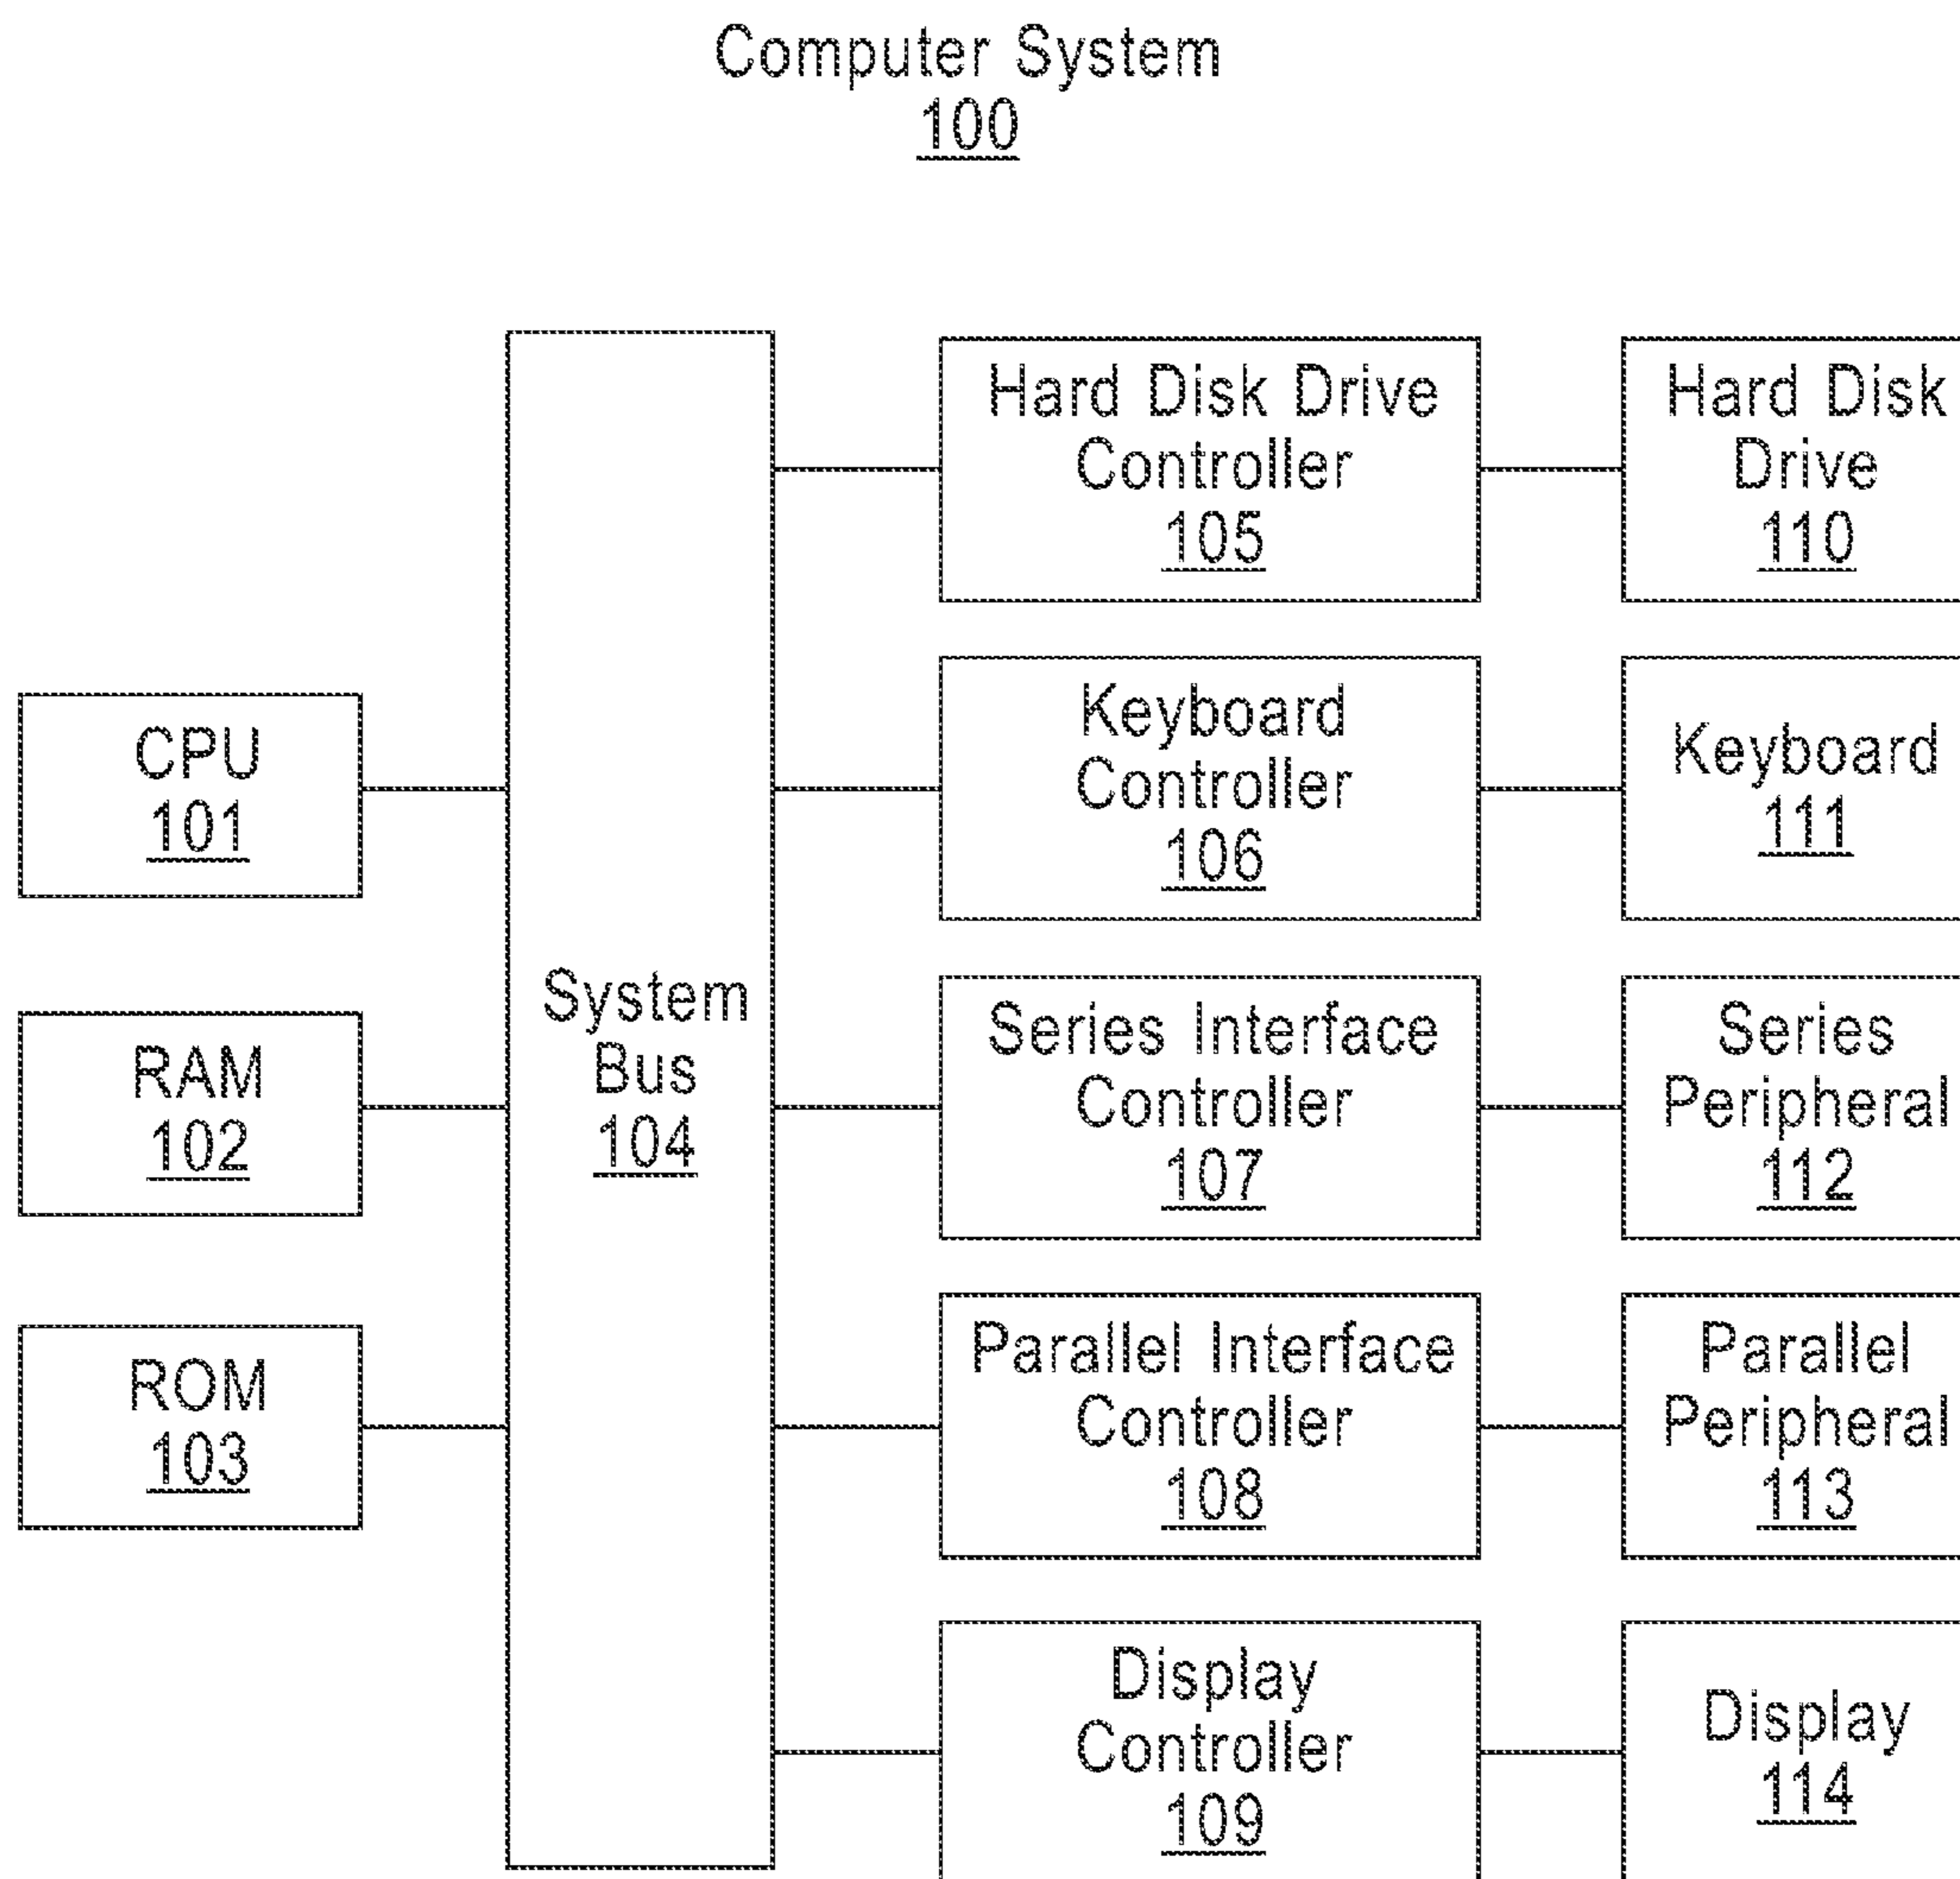 Computer System
100
Hard Disk Drive
Controller
105
Hard Disk
Drive
110
CPU
101
Keyboard
Controller
106
Keyboard
111
RAM
102
System
Bus
104
Series Interface
Controller
107
Series
Peripheral
112
ROM
103
Parallel Interface
Controller
108
Parallel
Peripheral
113
Display
Controller
109
Display
114